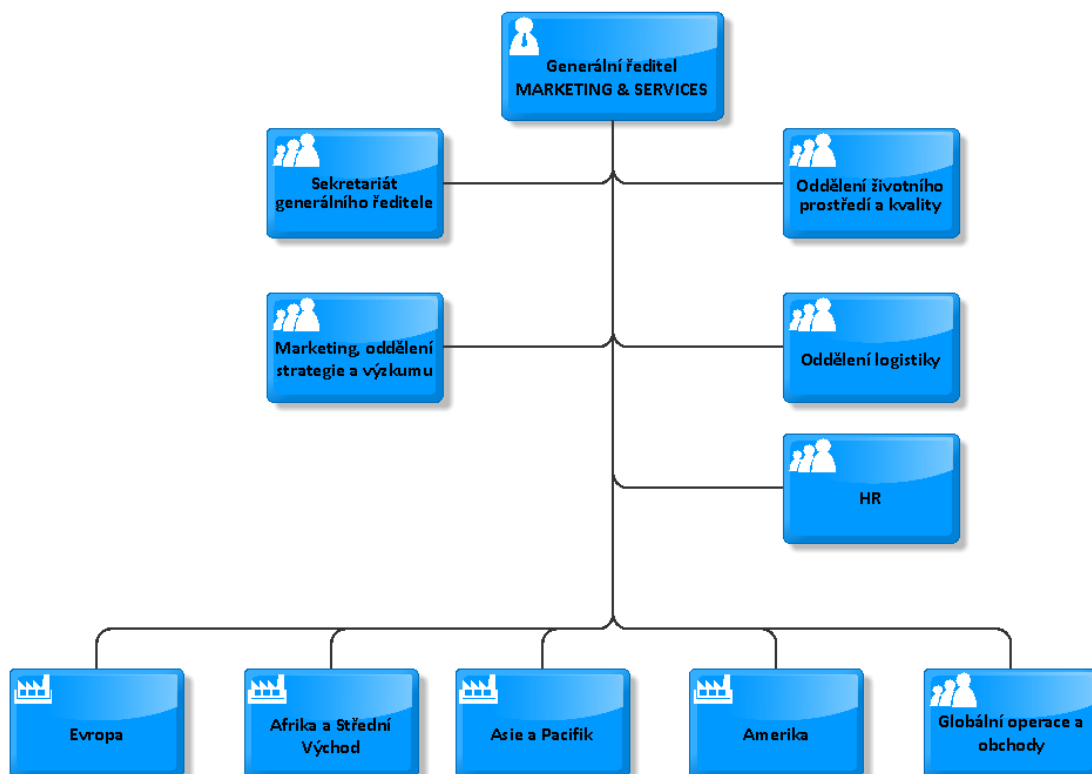 Generální ředitel
MARKETING & SERVICES
Sekretariát
generálního ředitele
Oddělení životního
prostředí a kvality
Marketing, oddělení
strategie a výzkumu
Oddělení logistiky
HR
Evropa
Afrika a Střední
Východ
Asie a Pacifik
Amerika
Globální operace a
obchody